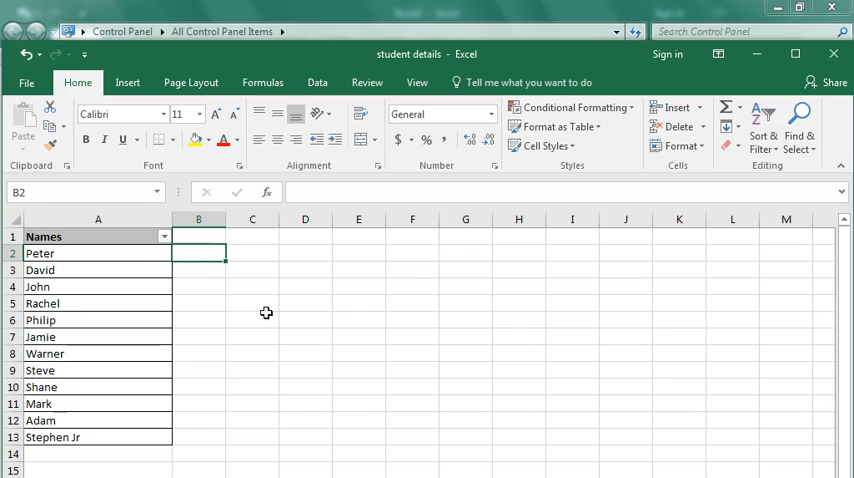 Control Panel All Control Panel Items Search Control Panel
student details - Excel Sign in
File Home Insert Page Layout Formulas Data Review View Tell me what you want to do Share
Calibri 11 General Conditional Formatting Insert
Paste B I U $ % , Format as Table Delete Sort & Find &
Cell Styles Format Filter Select
Clipboard Font Alignment Number Styles Cells Editing
B2 fx
A B C D E F G H I J K L M
1 Names
2 Peter
3 David
4 John
5 Rachel
6 Philip
7 Jamie
8 Warner
9 Steve
10 Shane
11 Mark
12 Adam
13 Stephen Jr
14
15